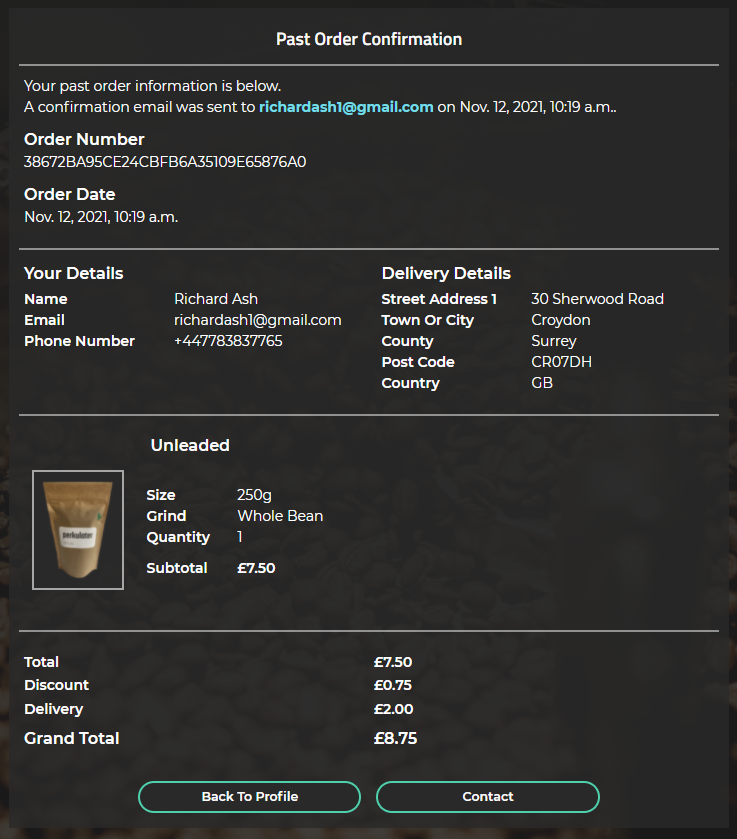 Past Order Confirmation
Your past order information is below.
A confirmation email was sent to richardash1@gmail.com on Nov. 12, 2021, 10:19 a.m..
Order Number
38672BA95CE24CBFB6A35109E65876A0
Order Date
Nov. 12, 2021, 10:19 a.m.
Your Details
Name Richard Ash
Email richardash1@gmail.com
Phone Number +447783837765
Delivery Details
Street Address 1 30 Sherwood Road
Town Or City Croydon
County Surrey
Post Code CR07DH
Country GB
Unleaded
perkulater
Size 250g
Grind Whole Bean
Quantity 1
Subtotal £7.50
Total £7.50
Discount £0.75
Delivery £2.00
Grand Total £8.75
Back To Profile
Contact